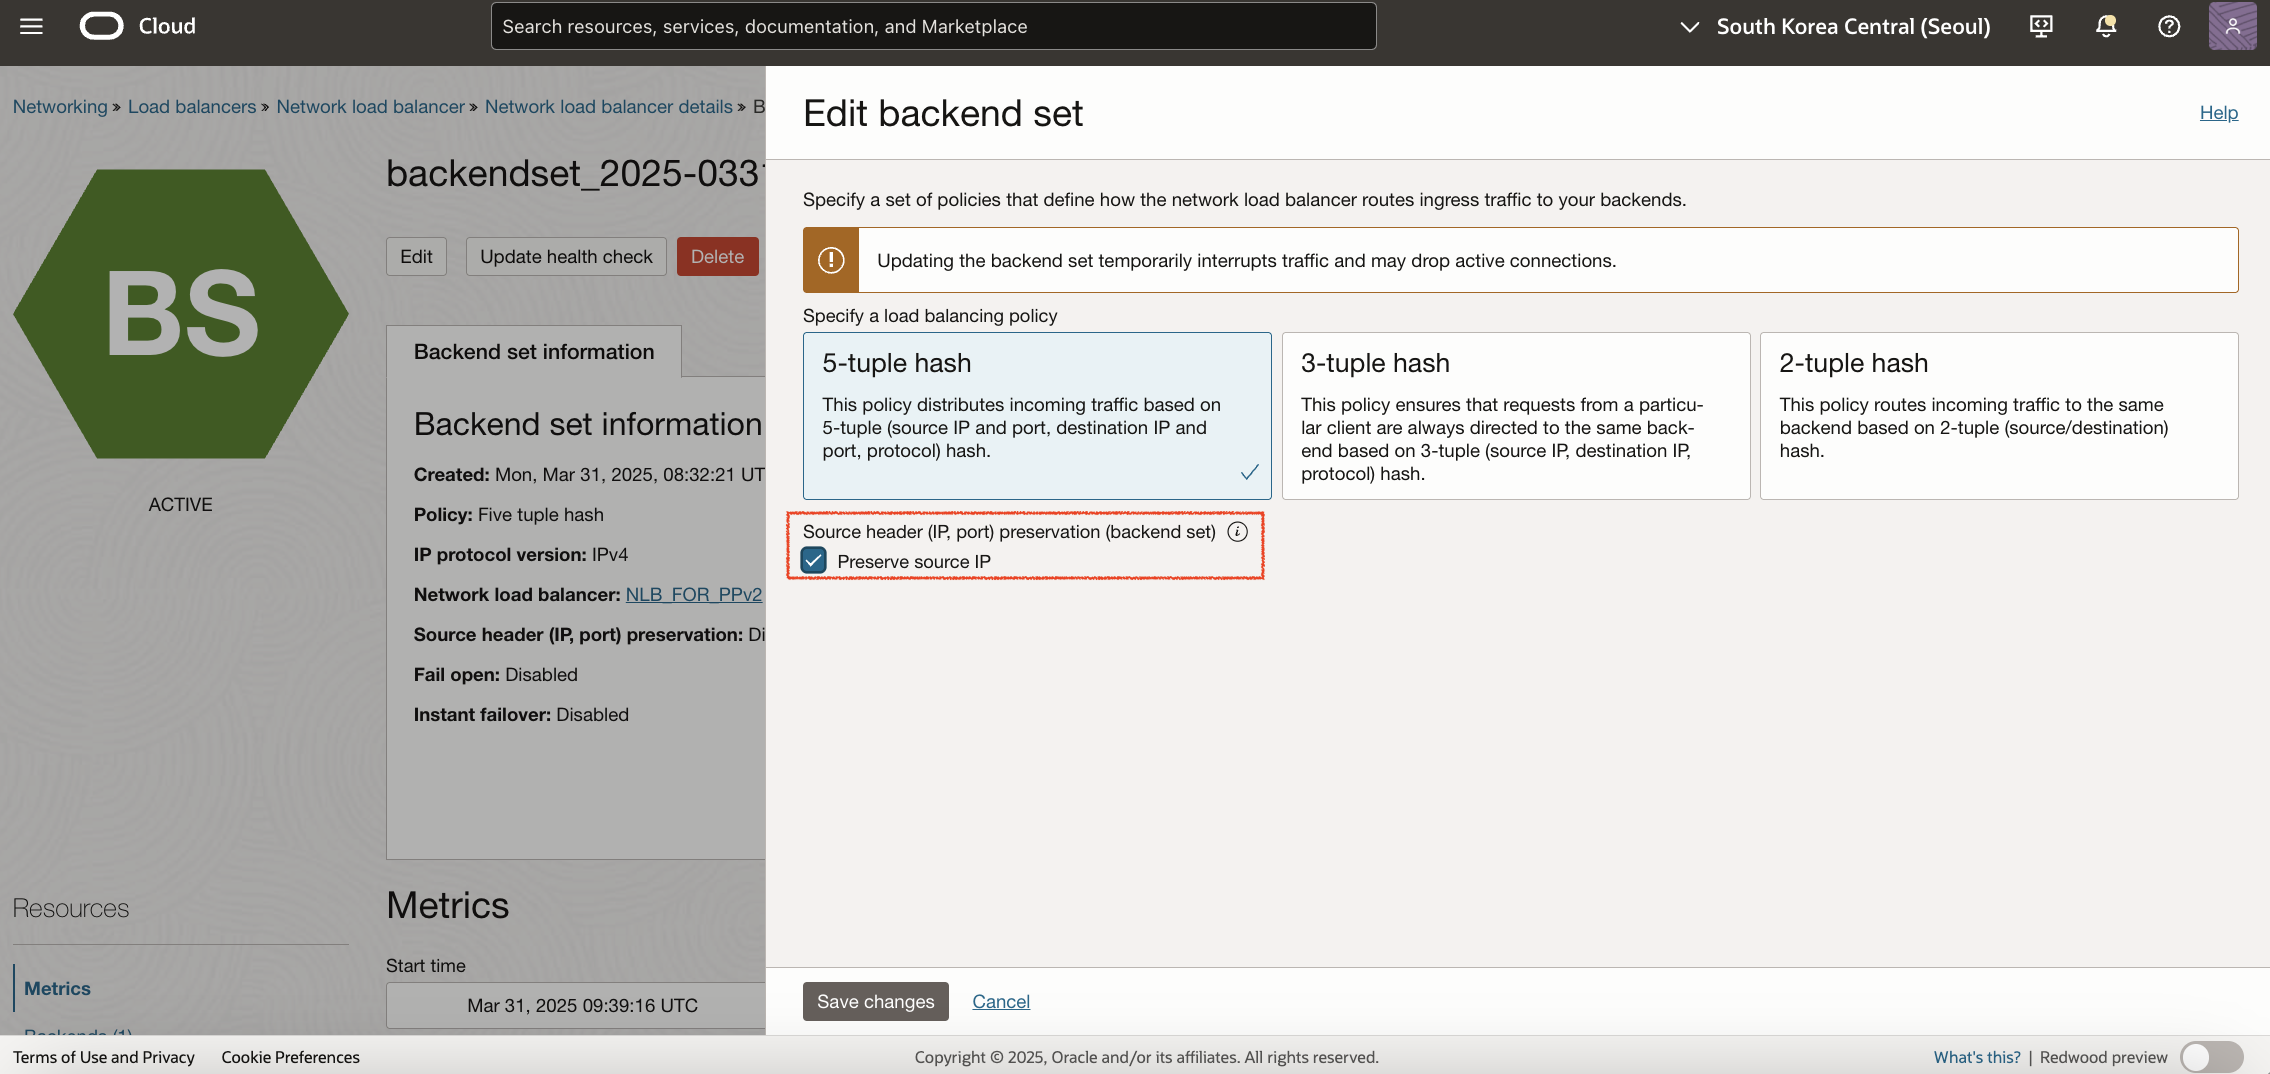 Cloud
Search resources, services, documentation, and Marketplace
South Korea Central (Seoul)
Networking » Load balancers » Network load balancer » Network load balancer details » B
BS
ACTIVE
backendset_2025-0331
Edit
Update health check
Delete
Backend set information
Backend set information
Created: Mon, Mar 31, 2025, 08:32:21 UT
Policy: Five tuple hash
IP protocol version: IPv4
Network load balancer: NLB_FOR_PPv2
Source header (IP, port) preservation: Di
Fail open: Disabled
Instant failover: Disabled
Resources
Metrics
Backends (1)
Metrics
Start time
Mar 31, 2025 09:39:16 UTC
Edit backend set
Help
Specify a set of policies that define how the network load balancer routes ingress traffic to your backends.
Updating the backend set temporarily interrupts traffic and may drop active connections.
Specify a load balancing policy
5-tuple hash
This policy distributes incoming traffic based on
5-tuple (source IP and port, destination IP and
port, protocol) hash.
3-tuple hash
This policy ensures that requests from a particu-
lar client are always directed to the same back-
end based on 3-tuple (source IP, destination IP,
protocol) hash.
2-tuple hash
This policy routes incoming traffic to the same
backend based on 2-tuple (source/destination)
hash.
Source header (IP, port) preservation (backend set)
Preserve source IP
Save changes
Cancel
Terms of Use and Privacy
Cookie Preferences
Copyright © 2025, Oracle and/or its affiliates. All rights reserved.
What's this? | Redwood preview